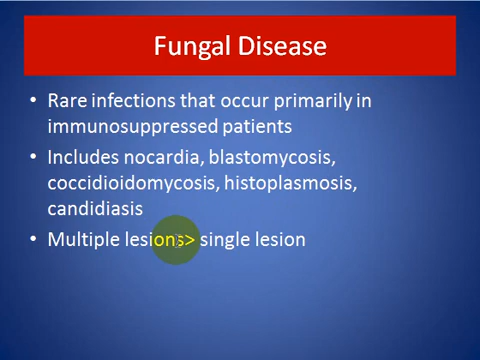 Fungal Disease
• Rare infections that occur primarily in
immunosuppressed patients
• Includes nocardia, blastomycosis,
coccidioidomycosis, histoplasmosis,
candidiasis
• Multiple lesions> single lesion